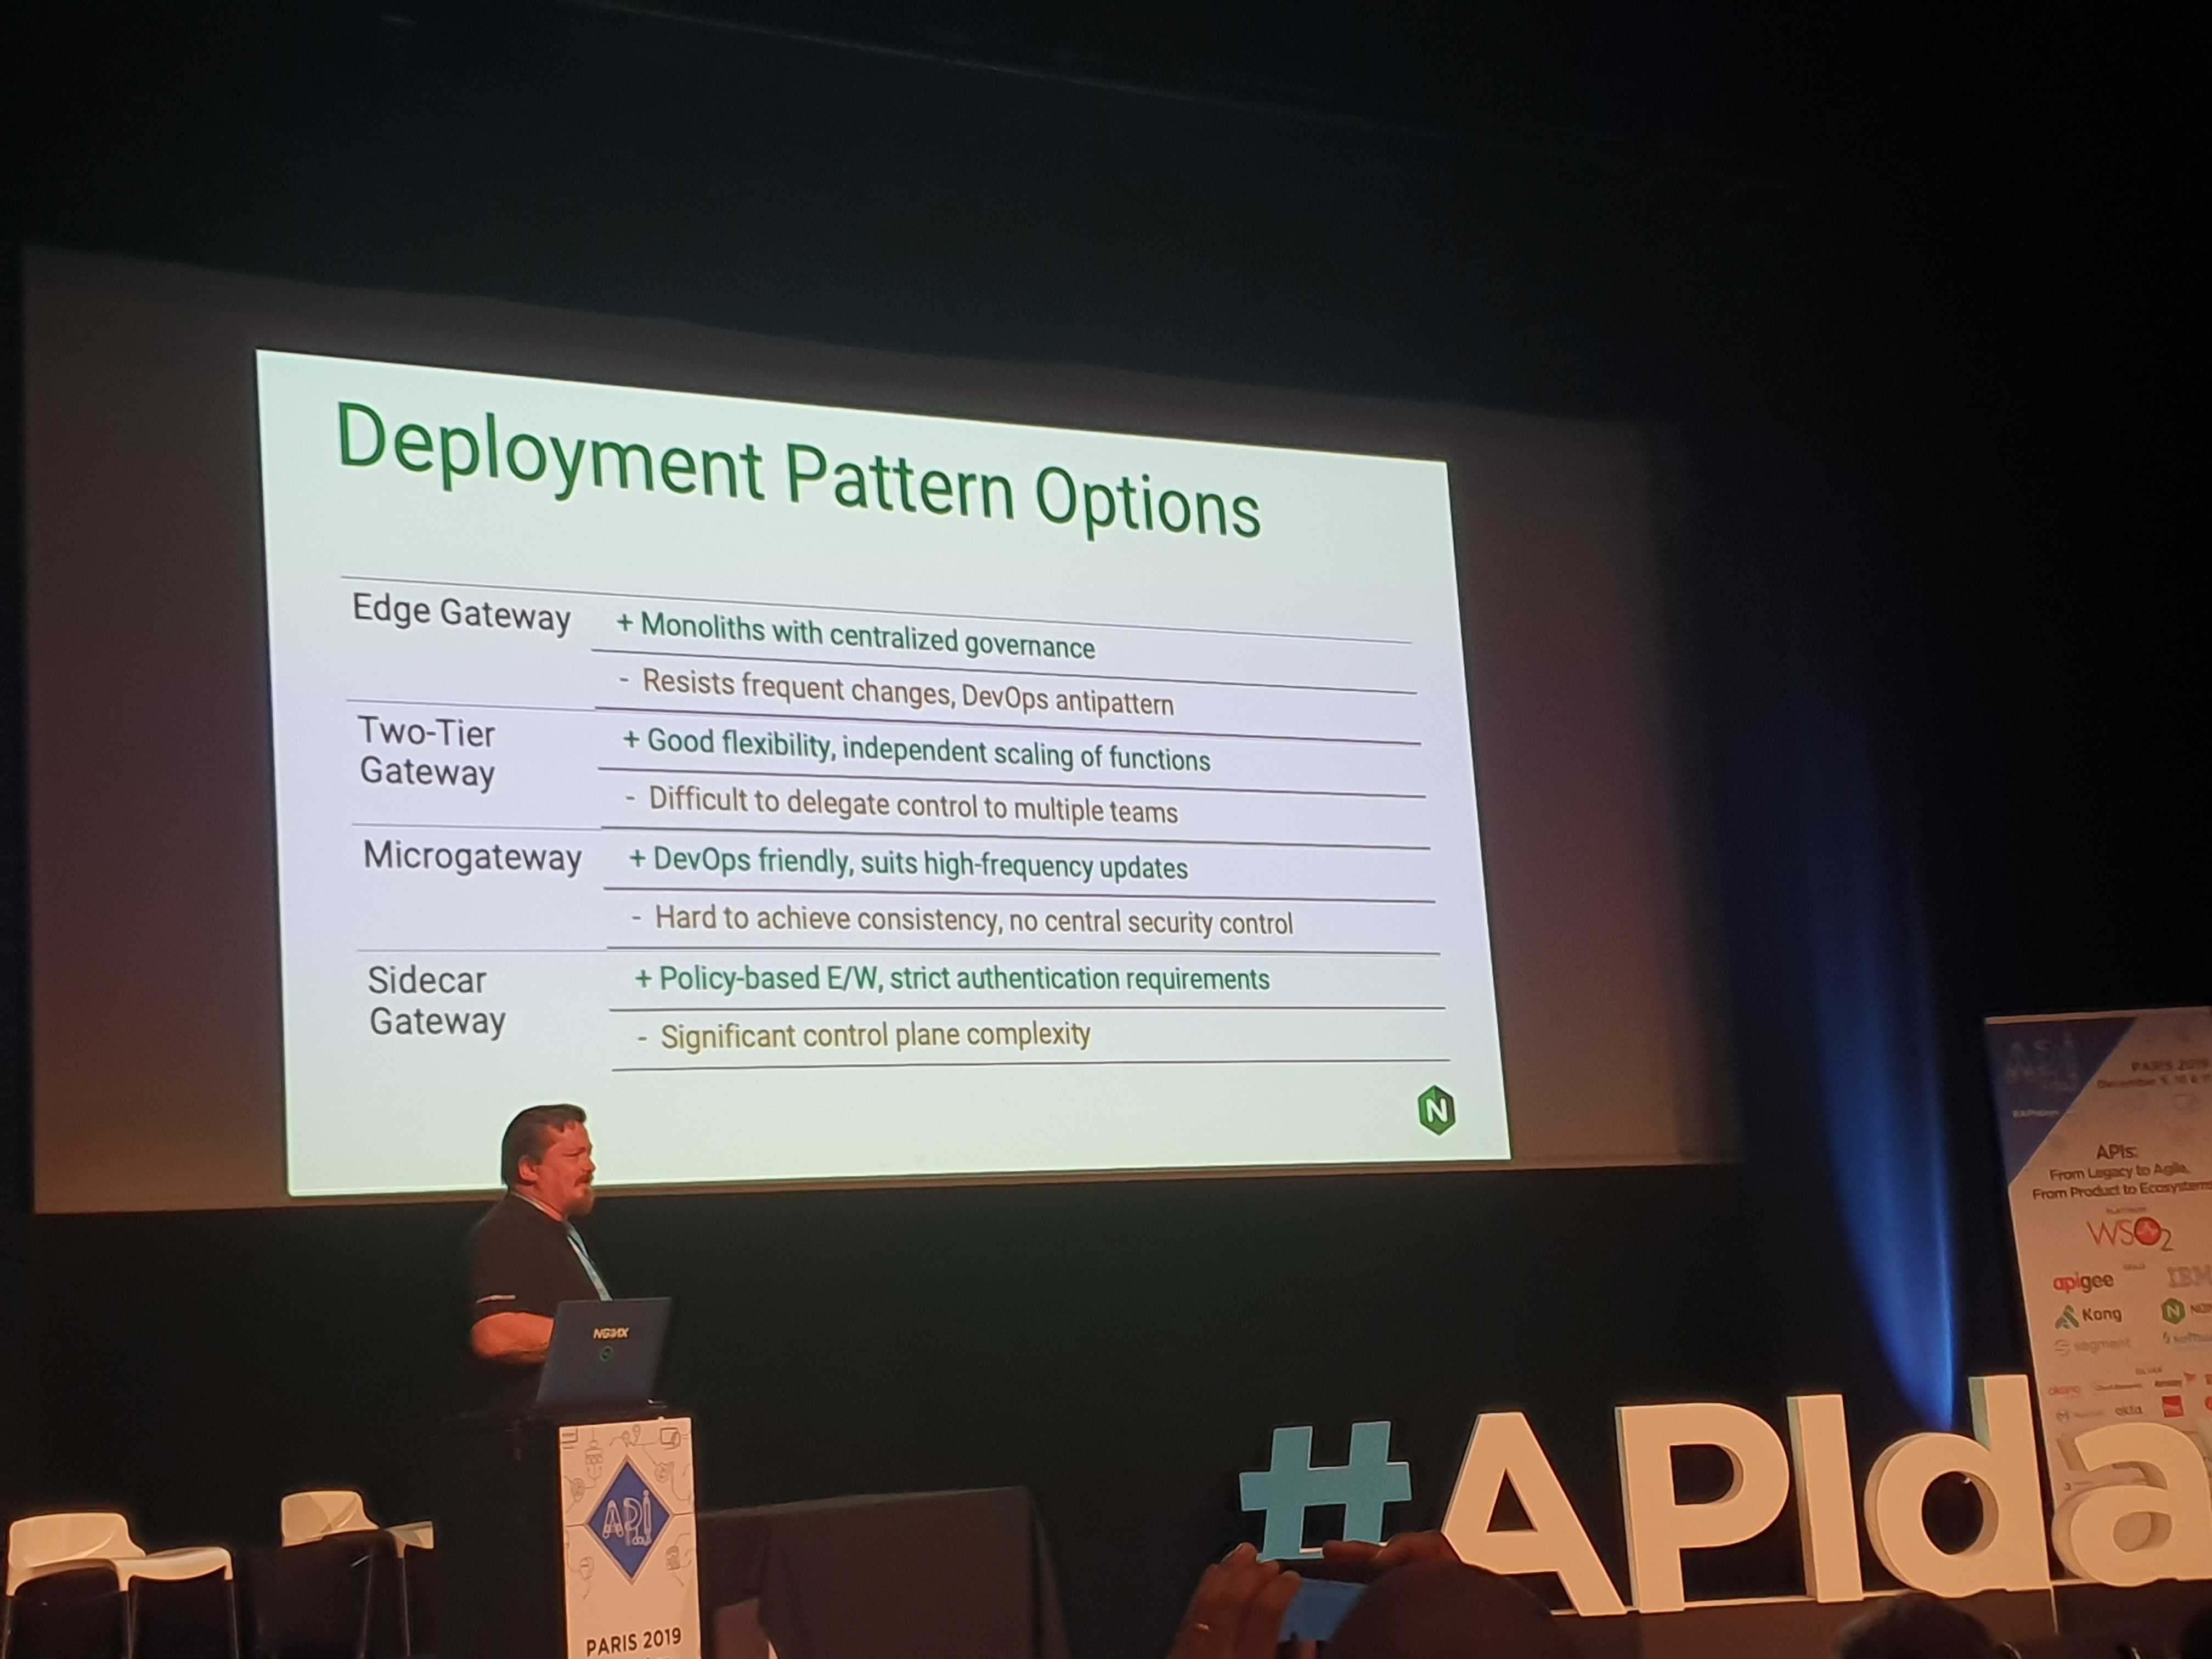 Deployment Pattern Options
Edge Gateway
+ Monoliths with centralized governance
- Resists frequent changes, DevOps antipattern
Two-Tier
Gateway
+ Good flexibility, independent scaling of functions
- Difficult to delegate control to multiple teams
Microgateway
+ DevOps friendly, suits high-frequency updates
- Hard to achieve consistency, no central security control
Sidecar
Gateway
+ Policy-based E/W, strict authentication requirements
- Significant control plane complexity
N
NGINX
API
PARIS 2019
#APIda
PARIS 2019
APIs:
From Legacy to Agile,
From Product to Ecosystems
WSO2
apigee
IBM
Kong
N
segment
okta